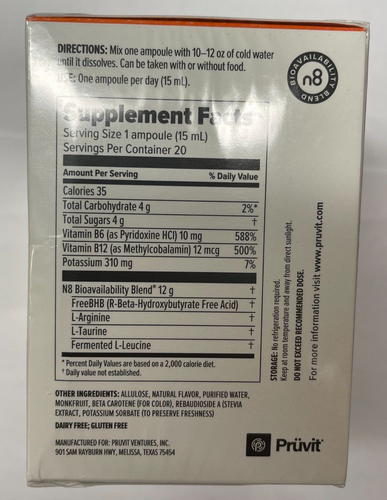 DIRECTIONS: Mix one ampoule with 10–12 oz of cold water
until it dissolves. Can be taken with or without food.
USE: One ampoule per day (15 mL).
BIOAVAILABILITY
n8
BLEND
Supplement Facts
Serving Size 1 ampoule (15 mL)
Servings Per Container 20
Amount Per Serving % Daily Value
Calories 35
Total Carbohydrate 4 g 2%*
Total Sugars 4 g †
Vitamin B6 (as Pyridoxine HCl) 10 mg 588%
Vitamin B12 (as Methylcobalamin) 12 mcg 500%
Potassium 310 mg 7%
N8 Bioavailability Blend* 12 g †
FreeBHB (R-Beta-Hydroxybutyrate Free Acid) †
L-Arginine †
L-Taurine †
Fermented L-Leucine †
* Percent Daily Values are based on a 2,000 calorie diet.
† Daily value not established.
OTHER INGREDIENTS: ALLULOSE, NATURAL FLAVOR, PURIFIED WATER,
MONKFRUIT, BETA CAROTENE (FOR COLOR), REBAUDIOSIDE A (STEVIA
EXTRACT, POTASSIUM SORBATE (TO PRESERVE FRESHNESS)
DAIRY FREE; GLUTEN FREE
MANUFACTURED FOR: PRUVIT VENTURES, INC.
901 SAM RAYBURN HWY, MELISSA, TEXAS 75454
STORAGE: No refrigeration required.
Keep at room temperature and away from direct sunlight.
DO NOT EXCEED RECOMMENDED DOSE.
For more information visit www.pruvit.com
Prüvit